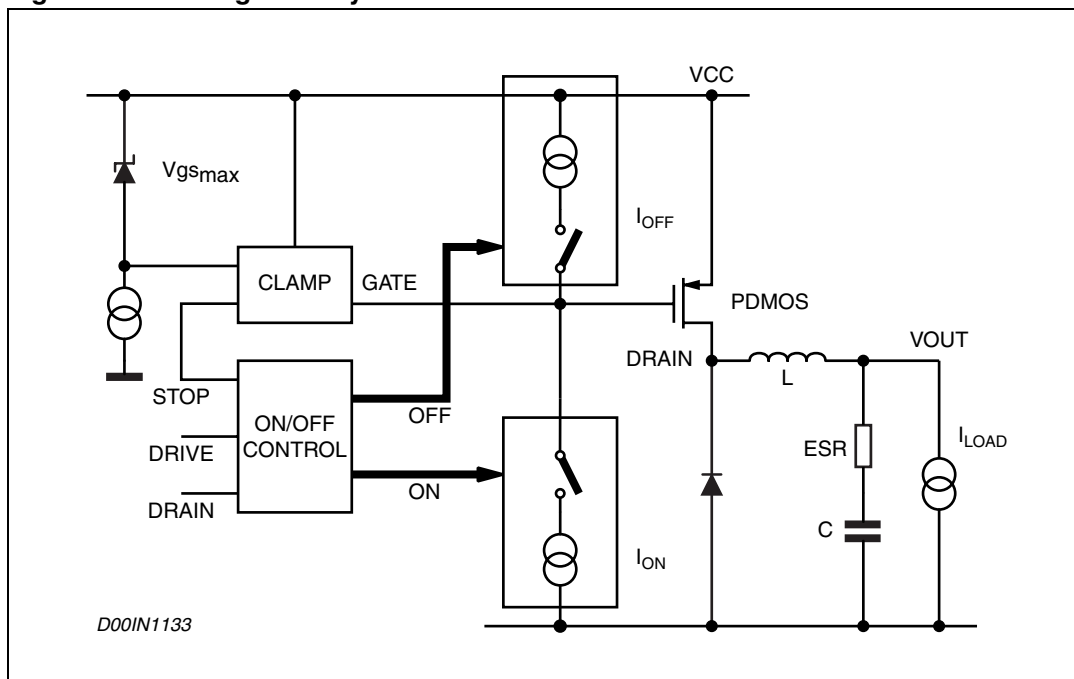 VCC
Vgsmax
IOFF
CLAMP
GATE
PDMOS
VOUT
DRAIN
L
STOP
OFF
ON/OFF
CONTROL
DRIVE
ESR
ILOAD
ON
DRAIN
C
ION
D00IN1133